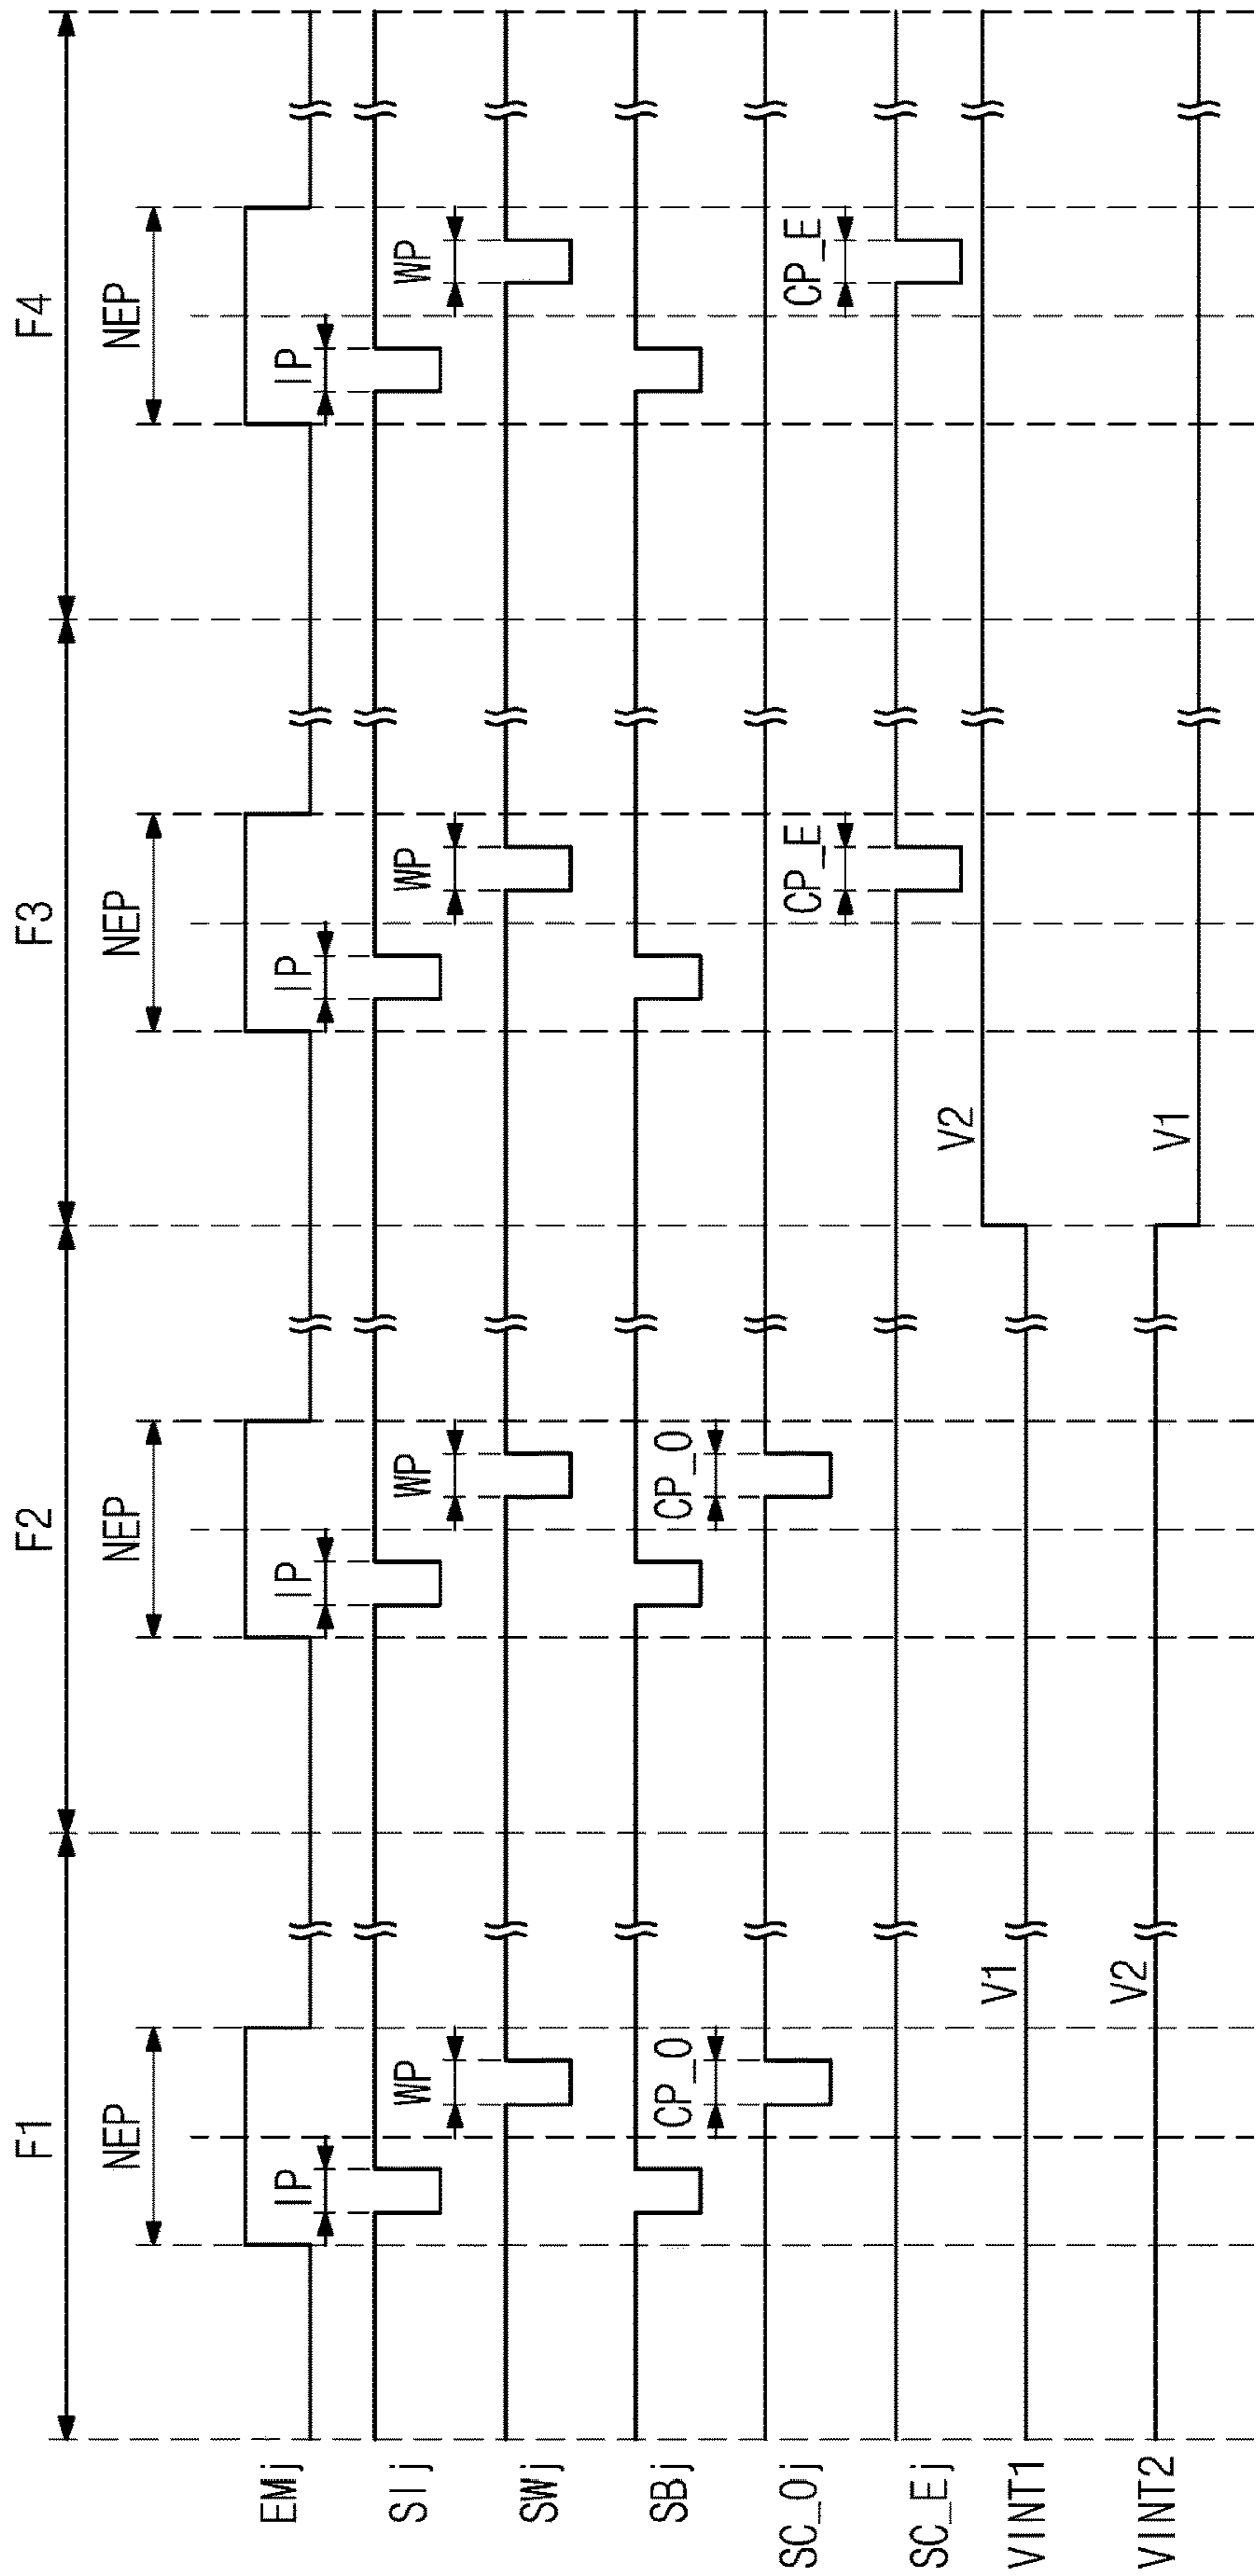 F1 F2 F3 F4
NEP NEP NEP NEP
EMj
IP IP IP IP
SIj
WP WP WP WP
SWj
SBj
CP_O CP_O
SC_Oj
CP_E CP_E
SC_Ej
V1 V2
VINT1
V2 V1
VINT2